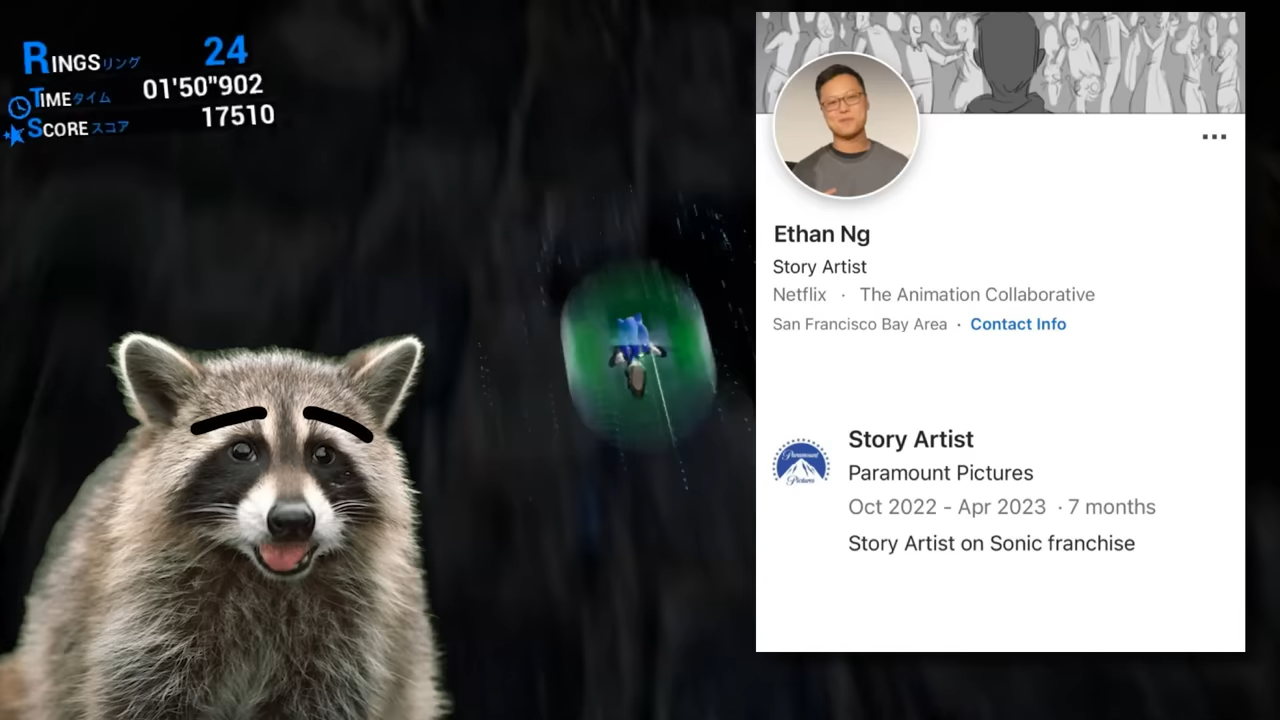 RINGSリング 24
TIMEタイム 01'50"902
SCOREスコア 17510
Ethan Ng
Story Artist
Netflix · The Animation Collaborative
San Francisco Bay Area · Contact Info
Paramount
Pictures
Story Artist
Paramount Pictures
Oct 2022 - Apr 2023 · 7 months
Story Artist on Sonic franchise